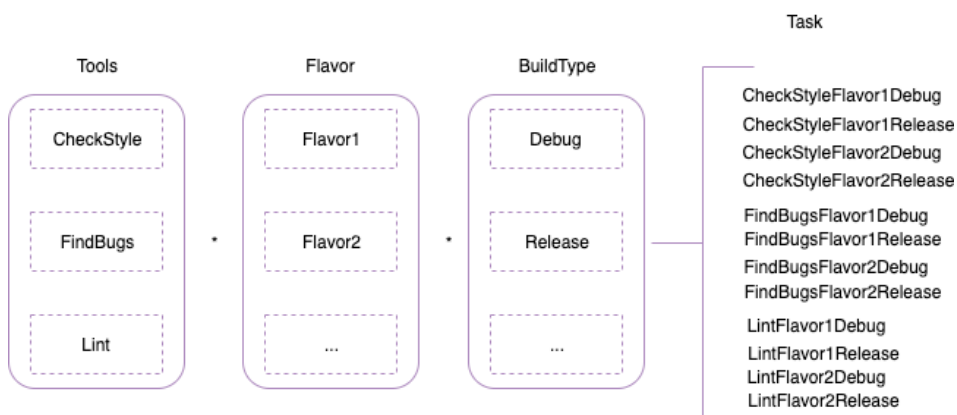 Task
Tools
Flavor
BuildType
CheckStyle
FindBugs
Lint
*
Flavor1
Flavor2
...
*
Debug
Release
...
CheckStyleFlavor1Debug
CheckStyleFlavor1Release
CheckStyleFlavor2Debug
CheckStyleFlavor2Release
FindBugsFlavor1Debug
FindBugsFlavor1Release
FindBugsFlavor2Debug
FindBugsFlavor2Release
LintFlavor1Debug
LintFlavor1Release
LintFlavor2Debug
LintFlavor2Release